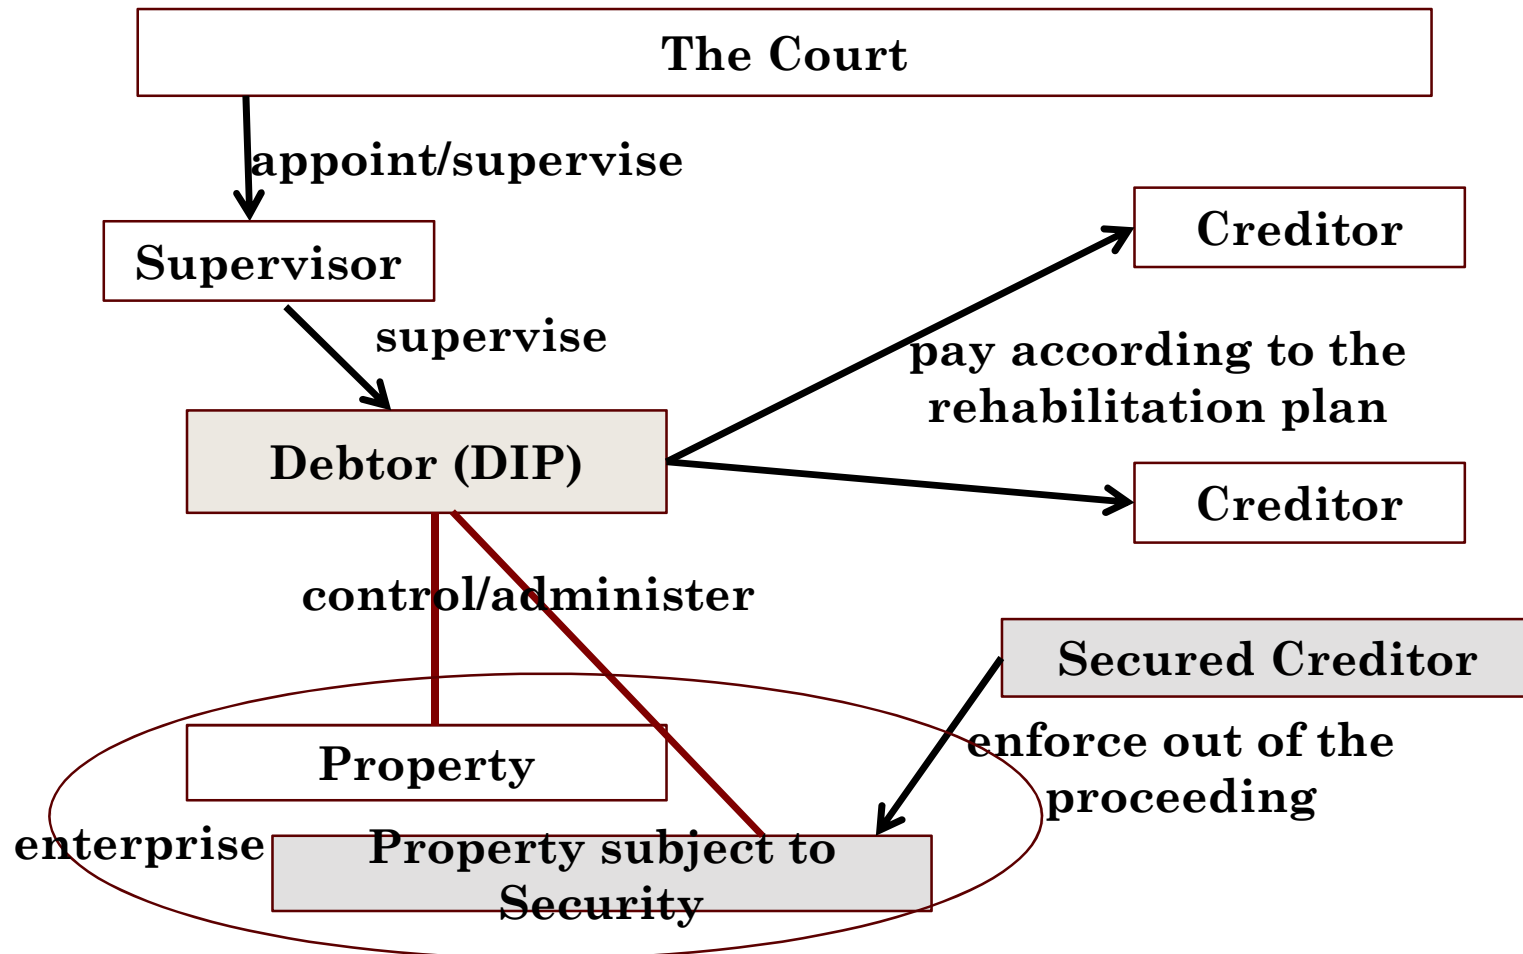 The Court
appoint/supervise
Supervisor
Creditor
supervise
pay according to the
rehabilitation plan
Debtor (DIP)
Creditor
control/administer
Secured Creditor
enforce out of the
proceeding
Property
enterprise
Property subject to
Security